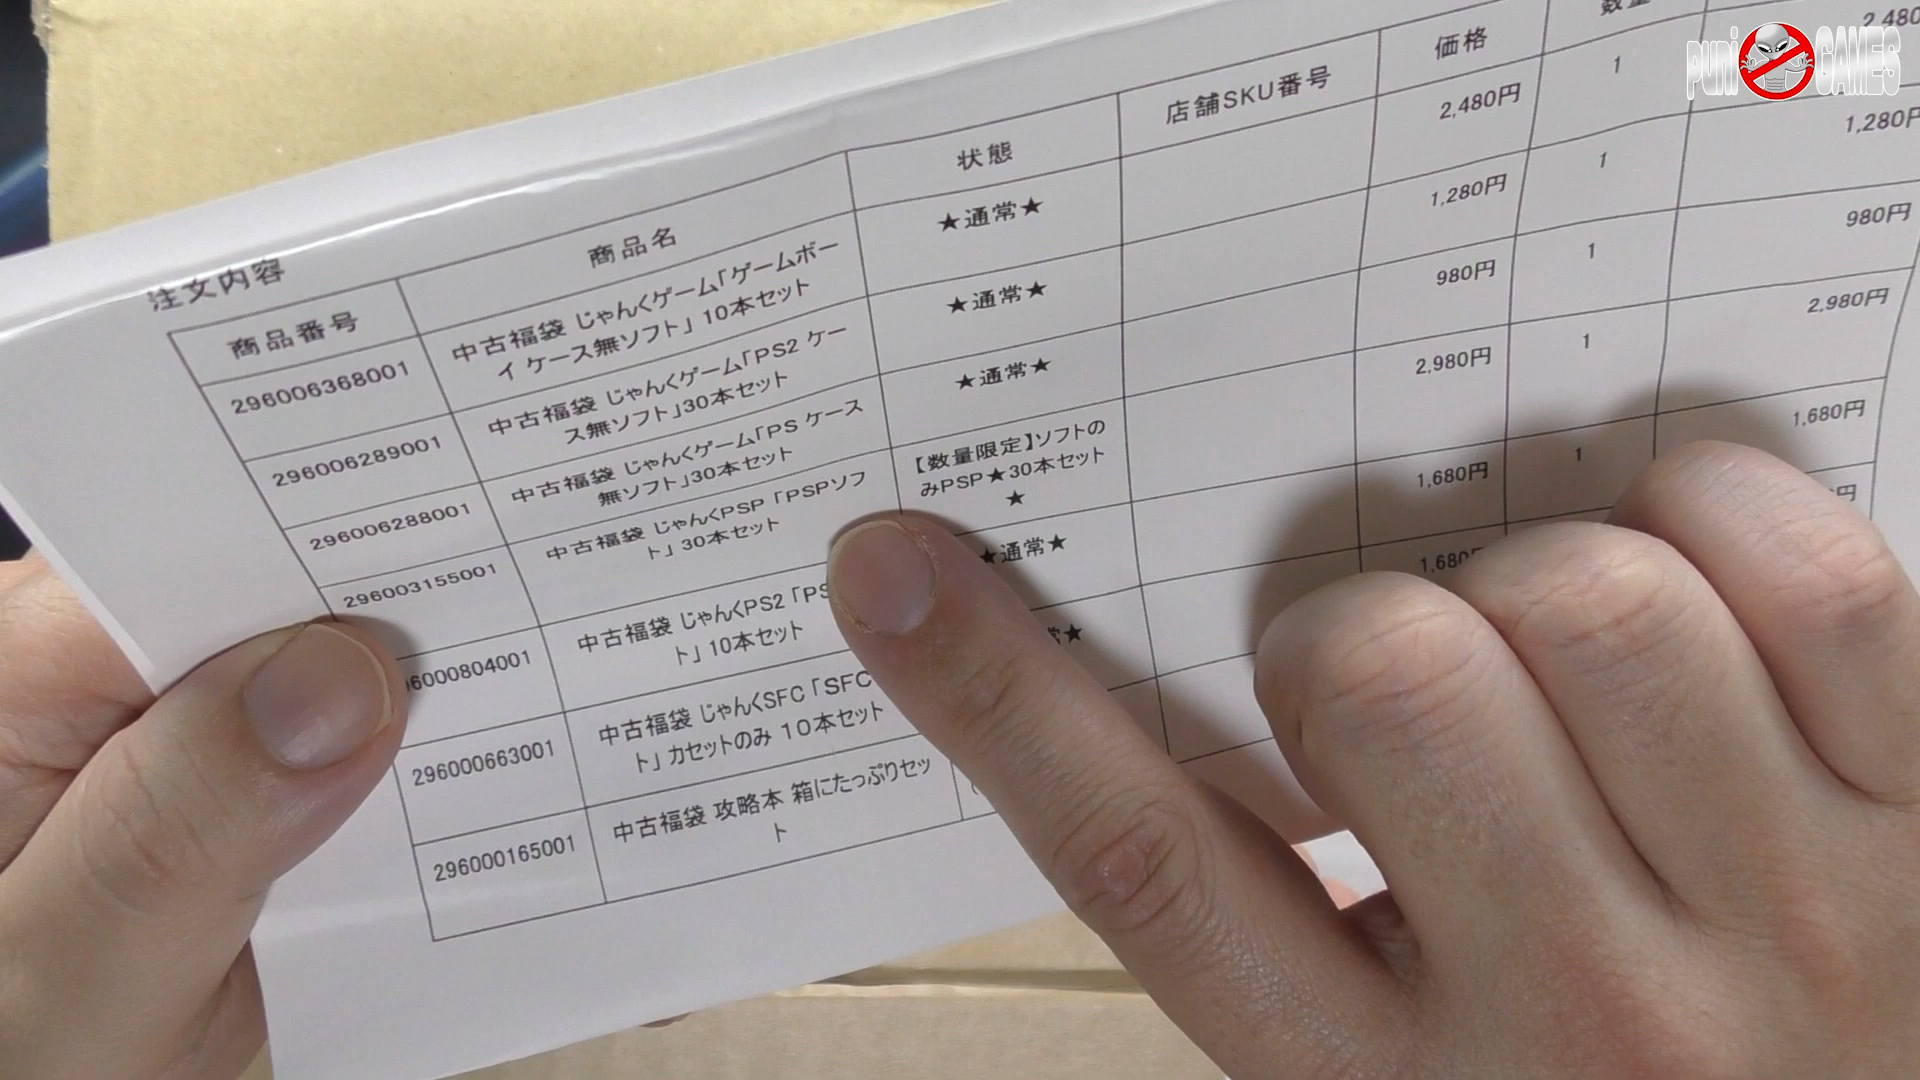 puni GAMES
注文内容
商品番号 商品名 状態 店舗SKU番号 価格 数量
296006368001 中古福袋 じゃんくゲーム「ゲームボー
イ ケース無ソフト」 10本セット ★通常★ 2,480円 1 2,480
296006289001 中古福袋 じゃんくゲーム「PS2 ケー
ス無ソフト」30本セット ★通常★ 1,280円 1 1,280円
296006288001 中古福袋 じゃんくゲーム「PS ケース
無ソフト」30本セット ★通常★ 980円 1 980円
296003155001 中古福袋 じゃんくPSP 「PSPソフ
ト」 30本セット 【数量限定】ソフトの
みPSP★30本セット
★ 2,980円 1 2,980円
6000804001 中古福袋 じゃんくPS2 「PS
ト」 10本セット ★通常★ 1,680円 1 1,680円
296000663001 中古福袋 じゃんくSFC 「SFC
ト」 カセットのみ 10本セット 常★ 1,680円 円
296000165001 中古福袋 攻略本 箱にたっぷりセッ
ト